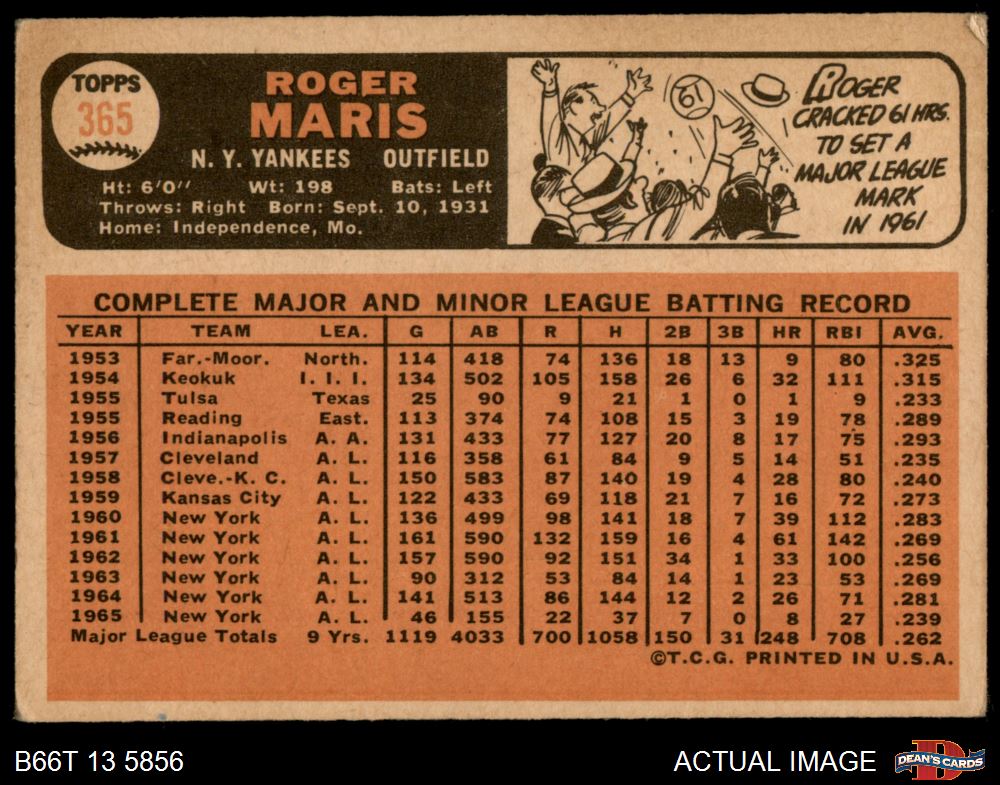 TOPPS
365
ROGER
MARIS
N. Y. YANKEES OUTFIELD
Ht: 6'0" Wt: 198 Bats: Left
Throws: Right Born: Sept. 10, 1931
Home: Independence, Mo.
61
ROGER
CRACKED 61 HRS.
TO SET A
MAJOR LEAGUE
MARK
IN 1961
COMPLETE MAJOR AND MINOR LEAGUE BATTING RECORD
YEAR TEAM LEA. G AB R H 2B 3B HR RBI AVG.
1953 Far.-Moor. North. 114 418 74 136 18 13 9 80 .325
1954 Keokuk I. I. I. 134 502 105 158 26 6 32 111 .315
1955 Tulsa Texas 25 90 9 21 1 0 1 9 .233
1955 Reading East. 113 374 74 108 15 3 19 78 .289
1956 Indianapolis A. A. 131 433 77 127 20 8 17 75 .293
1957 Cleveland A. L. 116 358 61 84 9 5 14 51 .235
1958 Cleve.-K. C. A. L. 150 583 87 140 19 4 28 80 .240
1959 Kansas City A. L. 122 433 69 118 21 7 16 72 .273
1960 New York A. L. 136 499 98 141 18 7 39 112 .283
1961 New York A. L. 161 590 132 159 16 4 61 142 .269
1962 New York A. L. 157 590 92 151 34 1 33 100 .256
1963 New York A. L. 90 312 53 84 14 1 23 53 .269
1964 New York A. L. 141 513 86 144 12 2 26 71 .281
1965 New York A. L. 46 155 22 37 7 0 8 27 .239
Major League Totals 9 Yrs. 1119 4033 700 1058 150 31 248 708 .262
©T.C.G. PRINTED IN U.S.A.
B66T 13 5856 ACTUAL IMAGE D DEAN'S CARDS